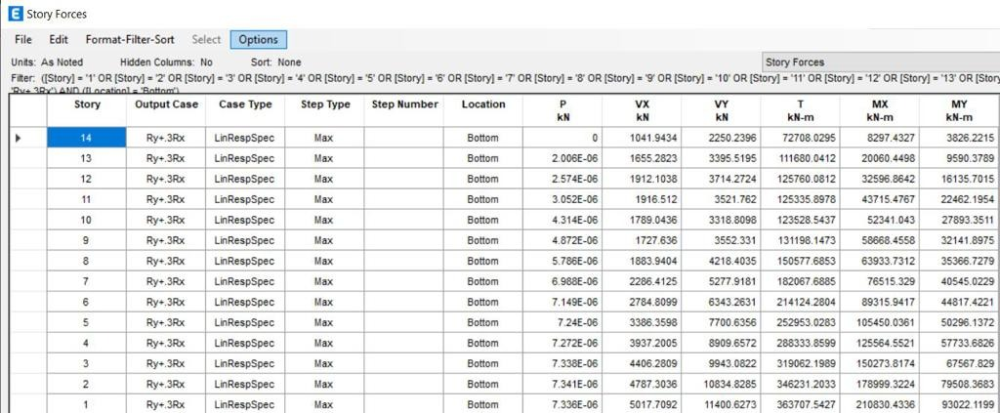 E Story Forces
File Edit Format-Filter-Sort Select Options
Units: As Noted Hidden Columns: No Sort: None Story Forces
Filter: ([Story] = '1' OR [Story] = '2' OR [Story] = '3' OR [Story] = '4' OR [Story] = '5' OR [Story] = '6' OR [Story] = '7' OR [Story] = '8' OR [Story] = '9' OR [Story] = '10' OR [Story] = '11' OR [Story] = '12' OR [Story] = '13' OR [Story
'Ry+.3Rx') AND ([Location] = 'Bottom')
Story Output Case Case Type Step Type Step Number Location P VX VY T MX MY
kN kN kN kN-m kN-m kN-m
14 Ry+.3Rx LinRespSpec Max Bottom 0 1041.9434 2250.2396 72708.0295 8297.4327 3826.2215
13 Ry+.3Rx LinRespSpec Max Bottom 2.006E-06 1655.2823 3395.5195 111680.0412 20060.4498 9590.3789
12 Ry+.3Rx LinRespSpec Max Bottom 2.574E-06 1912.1038 3714.2724 125760.0812 32596.8642 16135.7015
11 Ry+.3Rx LinRespSpec Max Bottom 3.052E-06 1916.512 3521.762 125335.8978 43715.4767 22462.1954
10 Ry+.3Rx LinRespSpec Max Bottom 4.314E-06 1789.0436 3318.8098 123528.5437 52341.043 27893.3511
9 Ry+.3Rx LinRespSpec Max Bottom 4.872E-06 1727.636 3552.331 131198.1473 58668.4558 32141.8975
8 Ry+.3Rx LinRespSpec Max Bottom 5.786E-06 1883.9404 4218.4035 150577.6853 63933.7312 35366.7279
7 Ry+.3Rx LinRespSpec Max Bottom 6.988E-06 2286.4125 5277.9181 182067.6885 76515.329 40545.0229
6 Ry+.3Rx LinRespSpec Max Bottom 7.149E-06 2784.8099 6343.2631 214124.2804 89315.9417 44817.4221
5 Ry+.3Rx LinRespSpec Max Bottom 7.24E-06 3386.3598 7700.6356 252953.0283 105450.0361 50296.1372
4 Ry+.3Rx LinRespSpec Max Bottom 7.272E-06 3937.2005 8909.6572 288333.8599 125564.5521 57733.6826
3 Ry+.3Rx LinRespSpec Max Bottom 7.338E-06 4406.2809 9943.0822 319062.1989 150273.8174 67567.829
2 Ry+.3Rx LinRespSpec Max Bottom 7.341E-06 4787.3036 10834.8285 346231.2033 178999.3224 79508.3683
1 Ry+.3Rx LinRespSpec Max Bottom 7.336E-06 5017.7092 11400.6273 363707.5427 210830.4336 93022.1199